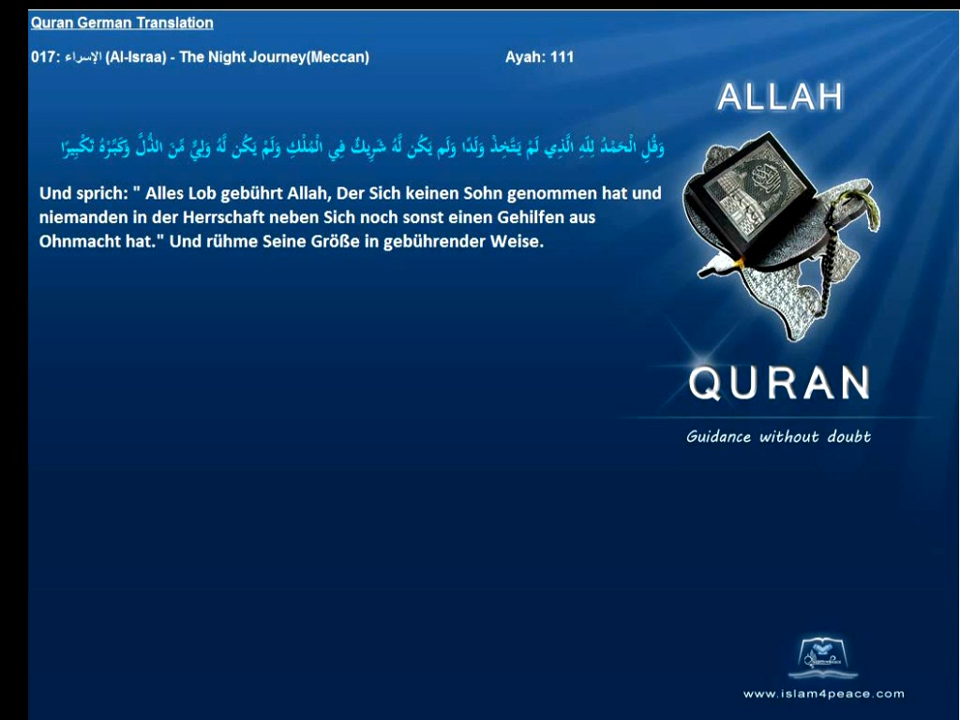 Quran German Translation
017: الإسراء (Al-Israa) - The Night Journey(Meccan) Ayah: 111
وَقُلِ الْحَمْدُ لِلّهِ الَّذِي لَمْ يَتَّخِذْ وَلَدًا وَلَم يَكُن لَّهُ شَرِيكٌ فِي الْمُلْكِ وَلَمْ يَكُن لَّهُ وَلِيٌّ مِّنَ الذُّلَّ وَكَبِّرْهُ تَكْبِيرًا
Und sprich: " Alles Lob gebührt Allah, Der Sich keinen Sohn genommen hat und
niemanden in der Herrschaft neben Sich noch sonst einen Gehilfen aus
Ohnmacht hat." Und rühme Seine Größe in gebührender Weise.
ALLAH
QURAN
Guidance without doubt
www.islam4peace.com